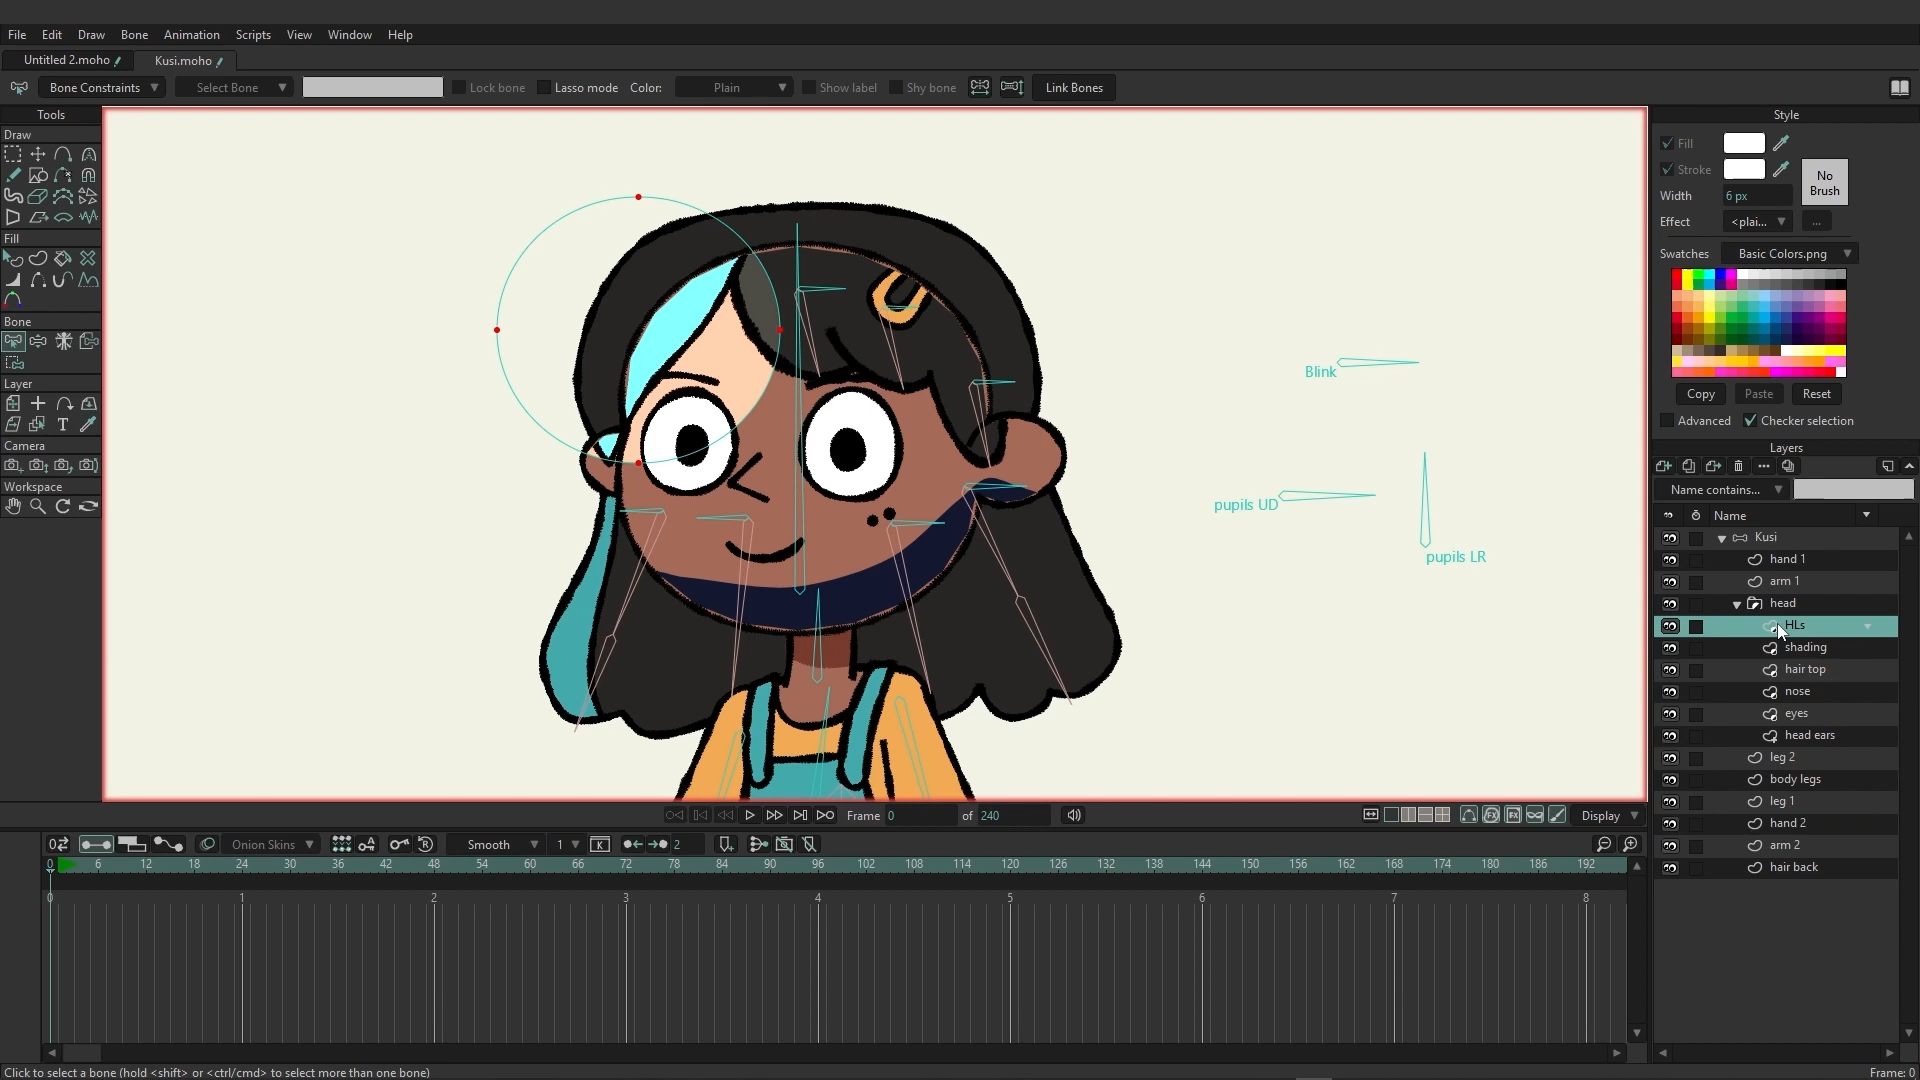 File Edit Draw Bone Animation Scripts View Window Help
Untitled 2.moho Kusi.moho
Bone Constraints Select Bone Lock bone Lasso mode Color: Plain Show label Shy bone Link Bones
Tools
Draw
Fill
Bone
Layer
Camera
Workspace
Blink
pupils UD
pupils LR
Style
Fill
Stroke
No
Brush
Width 6 px
Effect <plai... ...
Swatches Basic Colors.png
Copy Paste Reset
Advanced Checker selection
Layers
Name contains...
Name
Kusi
hand 1
arm 1
head
HLs
shading
hair top
nose
eyes
head ears
leg 2
body legs
leg 1
hand 2
arm 2
hair back
Frame 0 of 240 Display
Onion Skins Smooth 1 2
0 6 12 18 24 30 36 42 48 54 60 66 72 78 84 90 96 102 108 114 120 126 132 138 144 150 156 162 168 174 180 186 192
0 1 2 3 4 5 6 7 8
Click to select a bone (hold <shift> or <ctrl/cmd> to select more than one bone)
Frame: 0